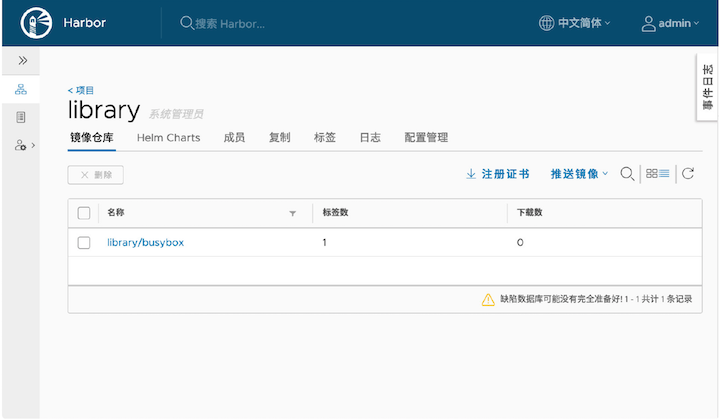 Harbor
搜索 Harbor...
中文简体
admin
事件日志
< 项目
library 系统管理员
镜像仓库 Helm Charts 成员 复制 标签 日志 配置管理
删除 注册证书 推送镜像
名称 标签数 下载数
library/busybox 1 0
缺陷数据库可能没有完全准备好! 1 - 1 共计 1 条记录